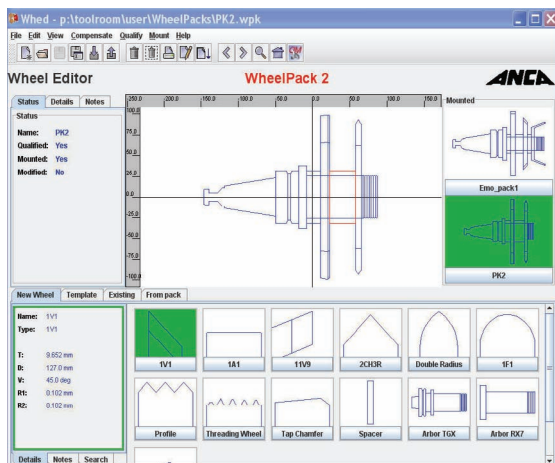 Whed - p:\toolroom\user\WheelPacks\PK2.wpk
File Edit View Compensate Qualify Mount Help
Wheel Editor
WheelPack 2
ANCA
Status Details Notes
Status
Name: PK2
Qualified: Yes
Mounted: Yes
Modified: No
250.0 200.0 150.0 100.0 50.0 0.0 50.0 100.0 150.0
100.0
75.0
50.0
25.0
0.0
-25.0
-50.0
-75.0
-100.0
Mounted
Emo_pack1
PK2
New Wheel Template Existing From pack
Name: 1V1
Type: 1V1
T: 9.652 mm
D: 127.0 mm
V: 45.0 deg
R1: 0.102 mm
R2: 0.102 mm
1V1 1A1 11V9 2CH3R Double Radius 1F1
Profile Threading Wheel Tap Chamfer Spacer Arbor TGX Arbor RX7
Details Notes Search